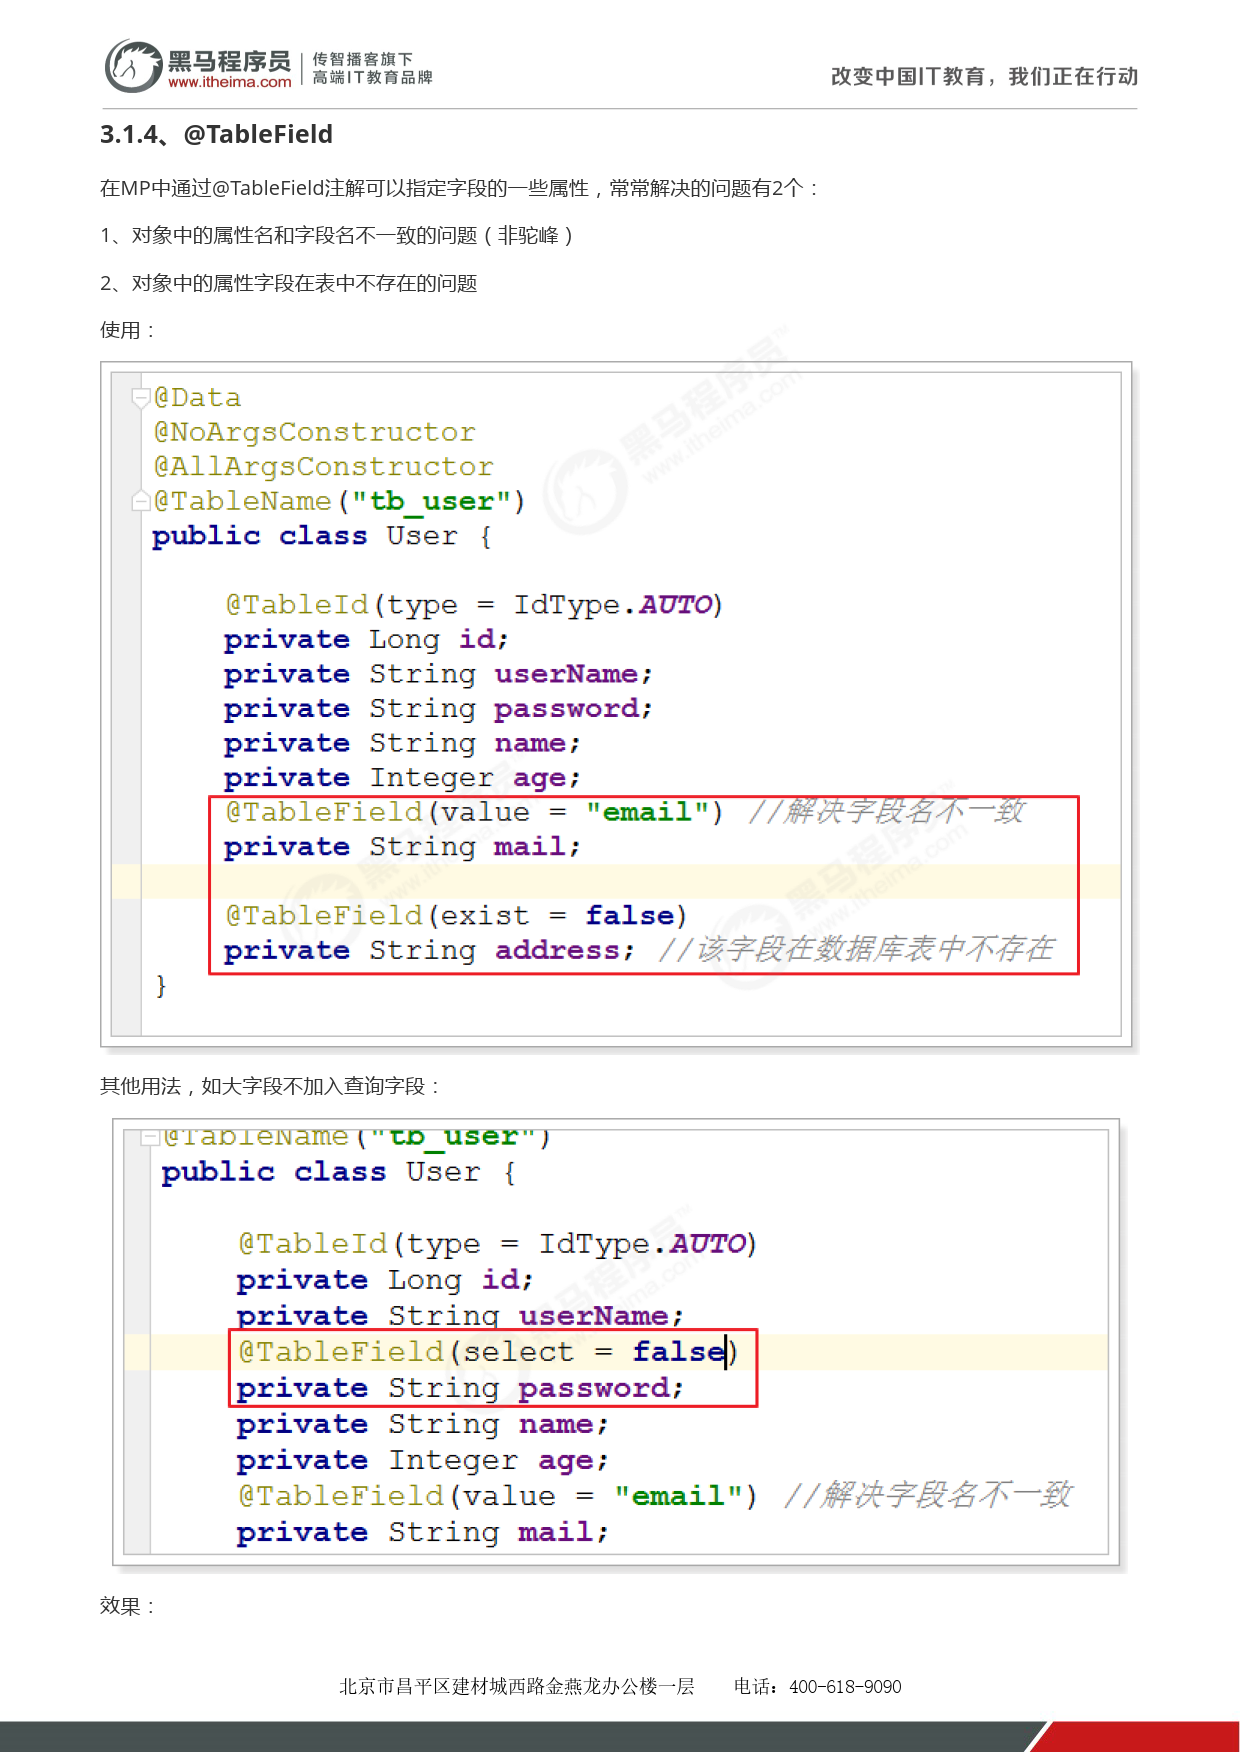 黑马程序员
www.itheima.com
传智播客旗下
高端IT教育品牌
改变中国IT教育，我们正在行动
3.1.4、@TableField
在MP中通过@TableField注解可以指定字段的一些属性，常常解决的问题有2个：
1、对象中的属性名和字段名不一致的问题（非驼峰）
2、对象中的属性字段在表中不存在的问题
使用：
@Data
@NoArgsConstructor
@AllArgsConstructor
@TableName("tb_user")
public class User {
@TableId(type = IdType.AUTO)
private Long id;
private String userName;
private String password;
private String name;
private Integer age;
@TableField(value = "email") //解决字段名不一致
private String mail;
@TableField(exist = false)
private String address; //该字段在数据库表中不存在
}
其他用法，如大字段不加入查询字段：
@TableName("tb_user")
public class User {
@TableId(type = IdType.AUTO)
private Long id;
private String userName;
@TableField(select = false)
private String password;
private String name;
private Integer age;
@TableField(value = "email") //解决字段名不一致
private String mail;
效果：
北京市昌平区建材城西路金燕龙办公楼一层 电话：400-618-9090